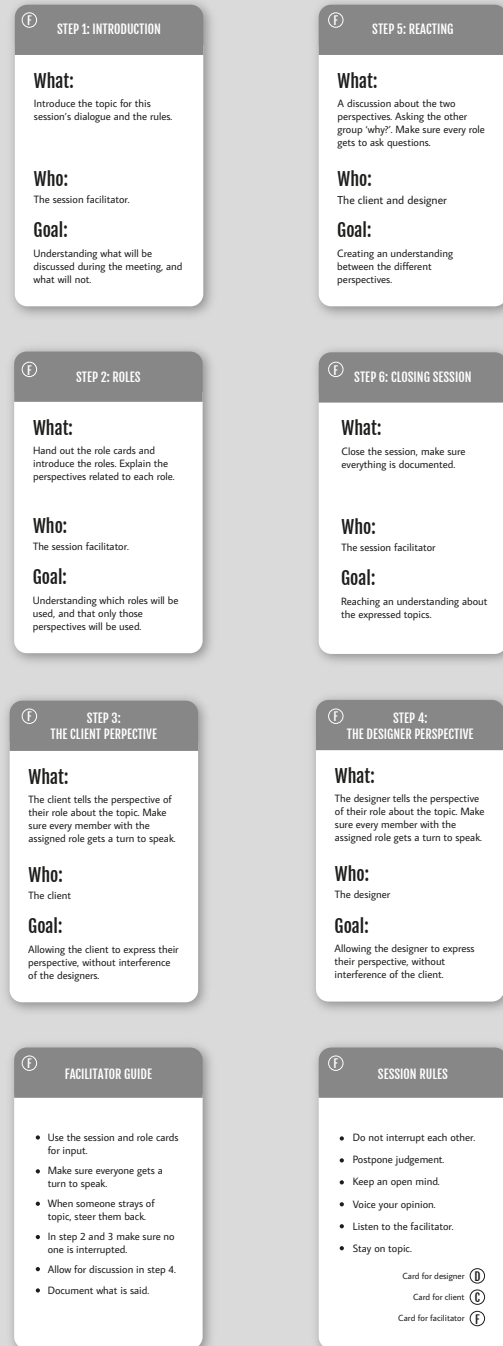 F
STEP 1: INTRODUCTION
What:
Introduce the topic for this
session's dialogue and the rules.
Who:
The session facilitator.
Goal:
Understanding what will be
discussed during the meeting, and
what will not.
F
STEP 5: REACTING
What:
A discussion about the two
perspectives. Asking the other
group 'why?'. Make sure every role
gets to ask questions.
Who:
The client and designer
Goal:
Creating an understanding
between the different
perspectives.
F
STEP 2: ROLES
What:
Hand out the role cards and
introduce the roles. Explain the
perspectives related to each role.
Who:
The session facilitator.
Goal:
Understanding which roles will be
used, and that only those
perspectives will be used.
F
STEP 6: CLOSING SESSION
What:
Close the session, make sure
everything is documented.
Who:
The session facilitator
Goal:
Reaching an understanding about
the expressed topics.
F
STEP 3:
THE CLIENT PERPECTIVE
What:
The client tells the perspective of
their role about the topic. Make
sure every member with the
assigned role gets a turn to speak.
Who:
The client
Goal:
Allowing the client to express their
perspective, without interference
of the designers.
F
STEP 4:
THE DESIGNER PERSPECTIVE
What:
The designer tells the perspective
of their role about the topic. Make
sure every member with the
assigned role gets a turn to speak.
Who:
The designer
Goal:
Allowing the designer to express
their perspective, without
interference of the client.
F
FACILITATOR GUIDE
• Use the session and role cards
for input.
• Make sure everyone gets a
turn to speak.
• When someone strays of
topic, steer them back.
• In step 2 and 3 make sure no
one is interrupted.
• Allow for discussion in step 4.
• Document what is said.
F
SESSION RULES
• Do not interrupt each other.
• Postpone judgement.
• Keep an open mind.
• Voice your opinion.
• Listen to the facilitator.
• Stay on topic.
Card for designer D
Card for client C
Card for facilitator F